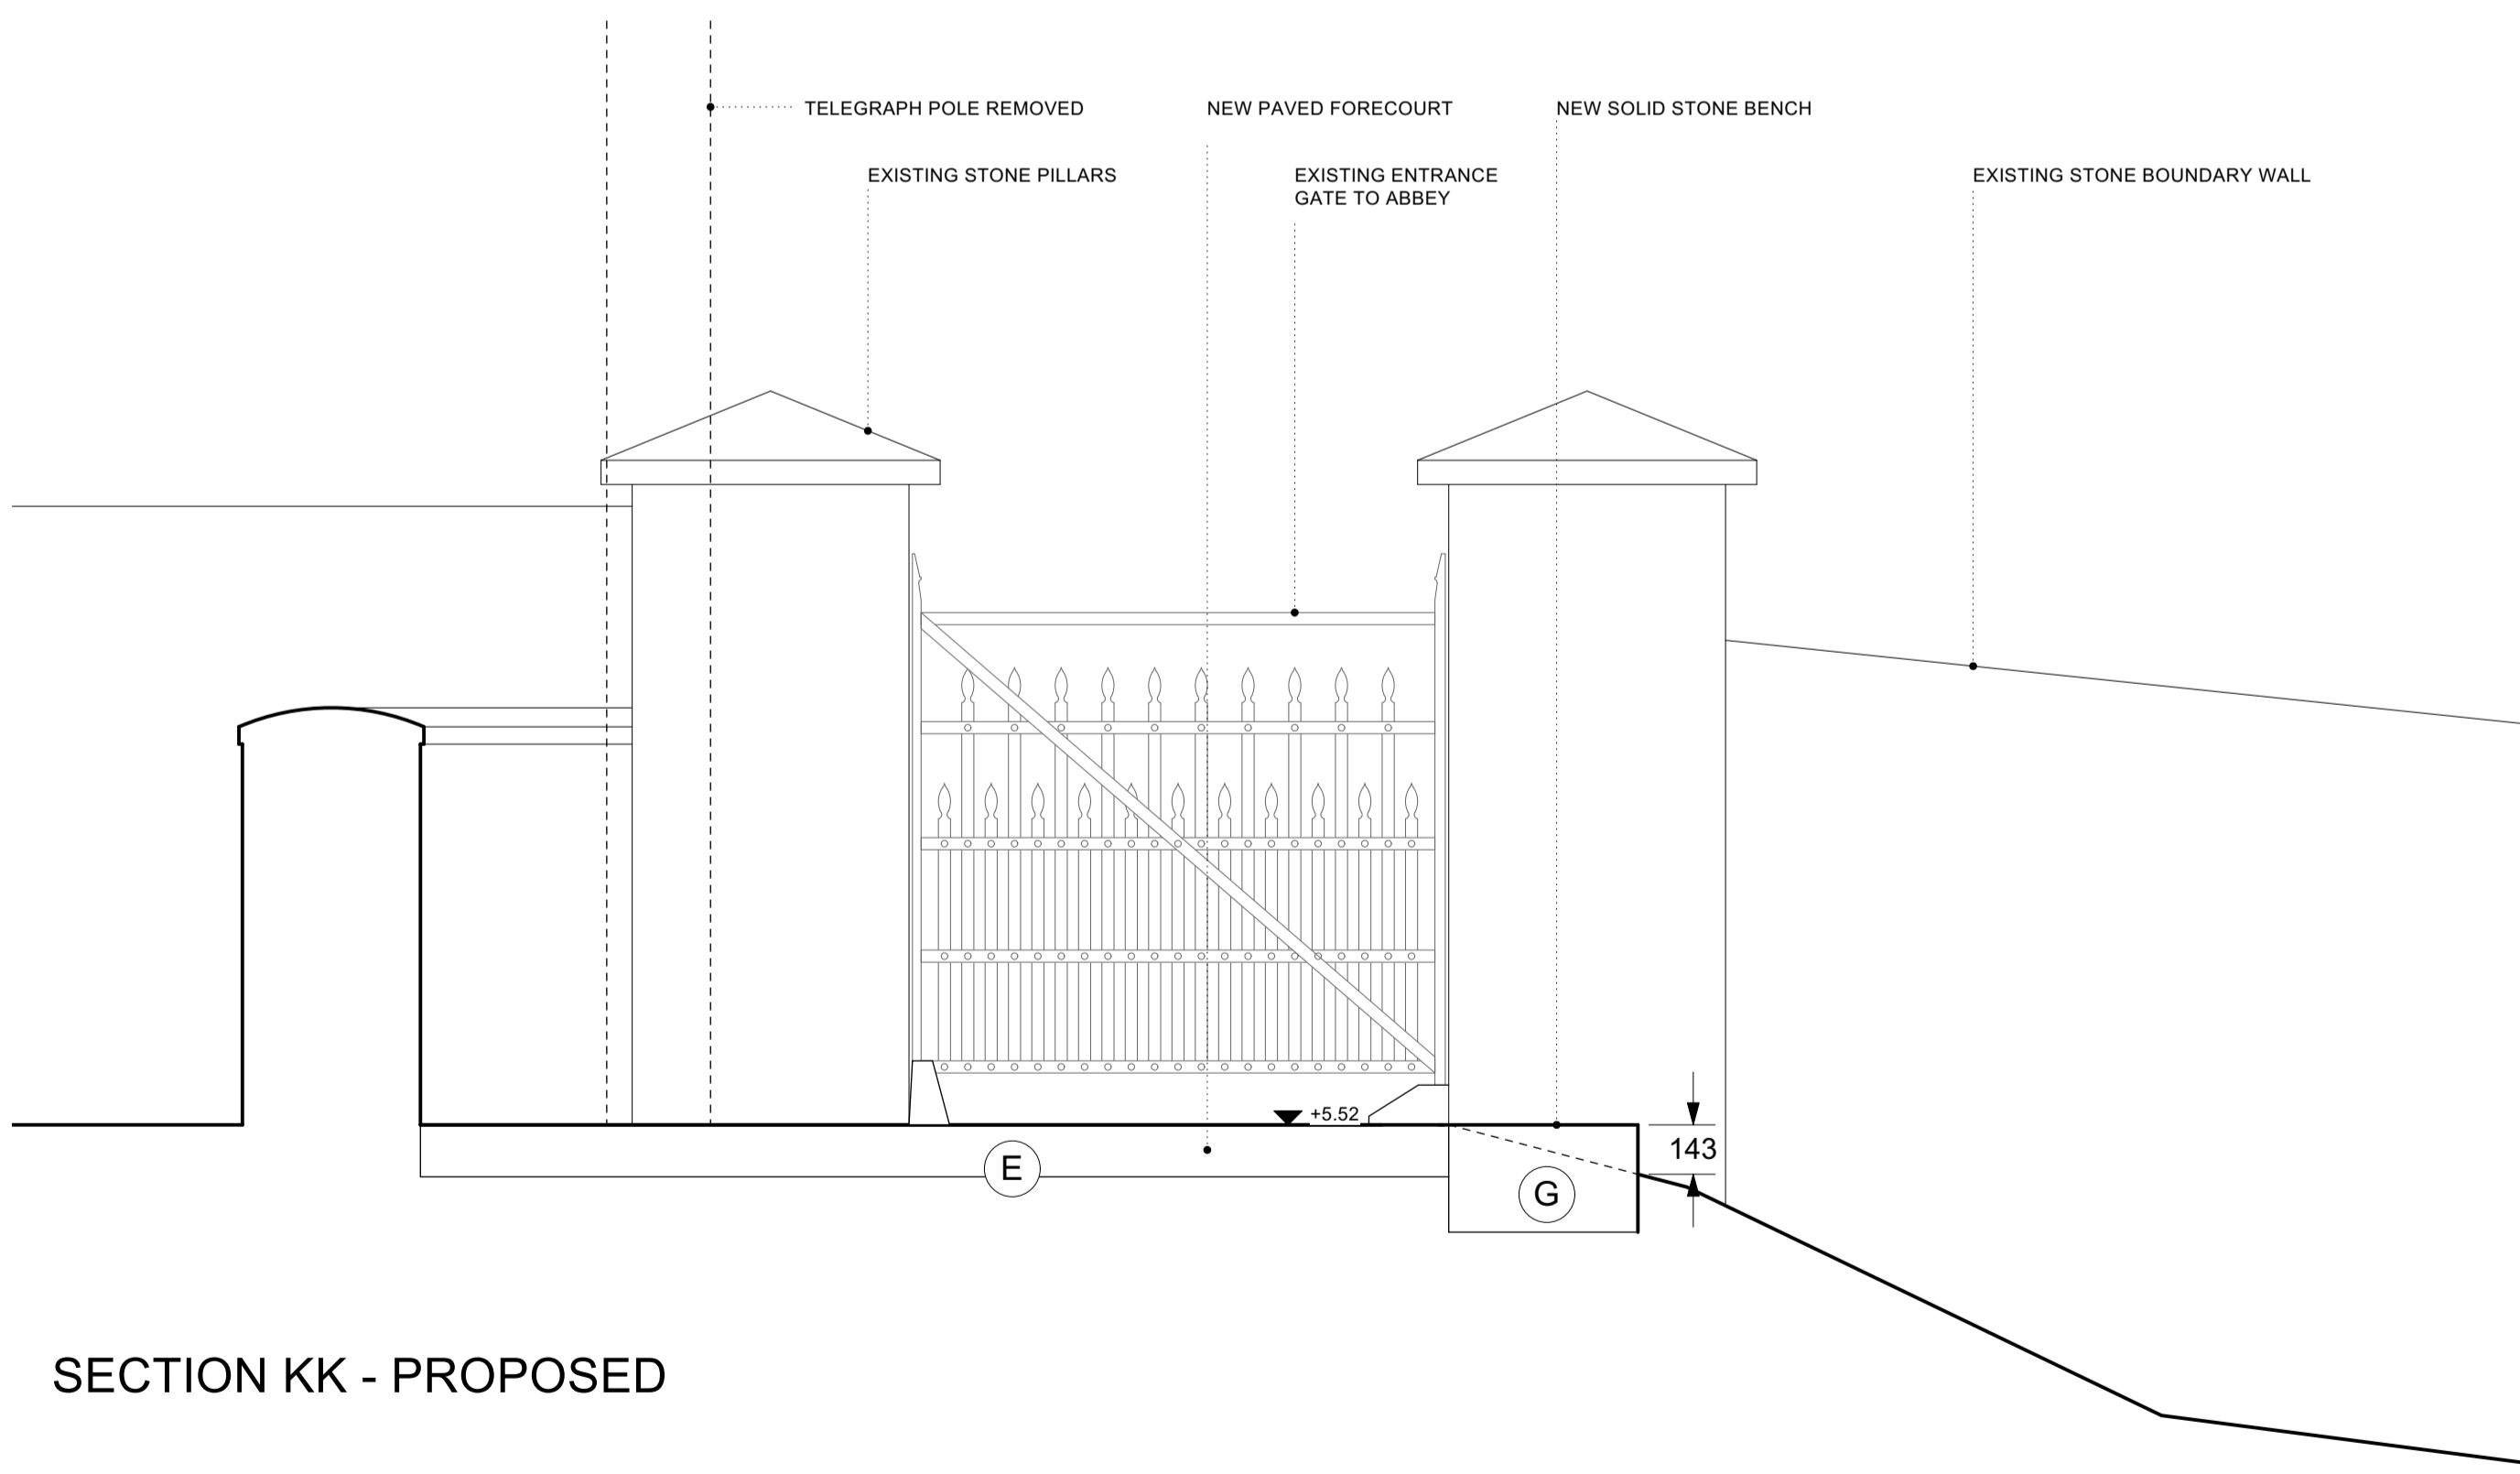 TELEGRAPH POLE REMOVED
NEW PAVED FORECOURT
NEW SOLID STONE BENCH
EXISTING STONE PILLARS
EXISTING ENTRANCE
GATE TO ABBEY
EXISTING STONE BOUNDARY WALL
+5.52
143
E
G
SECTION KK - PROPOSED